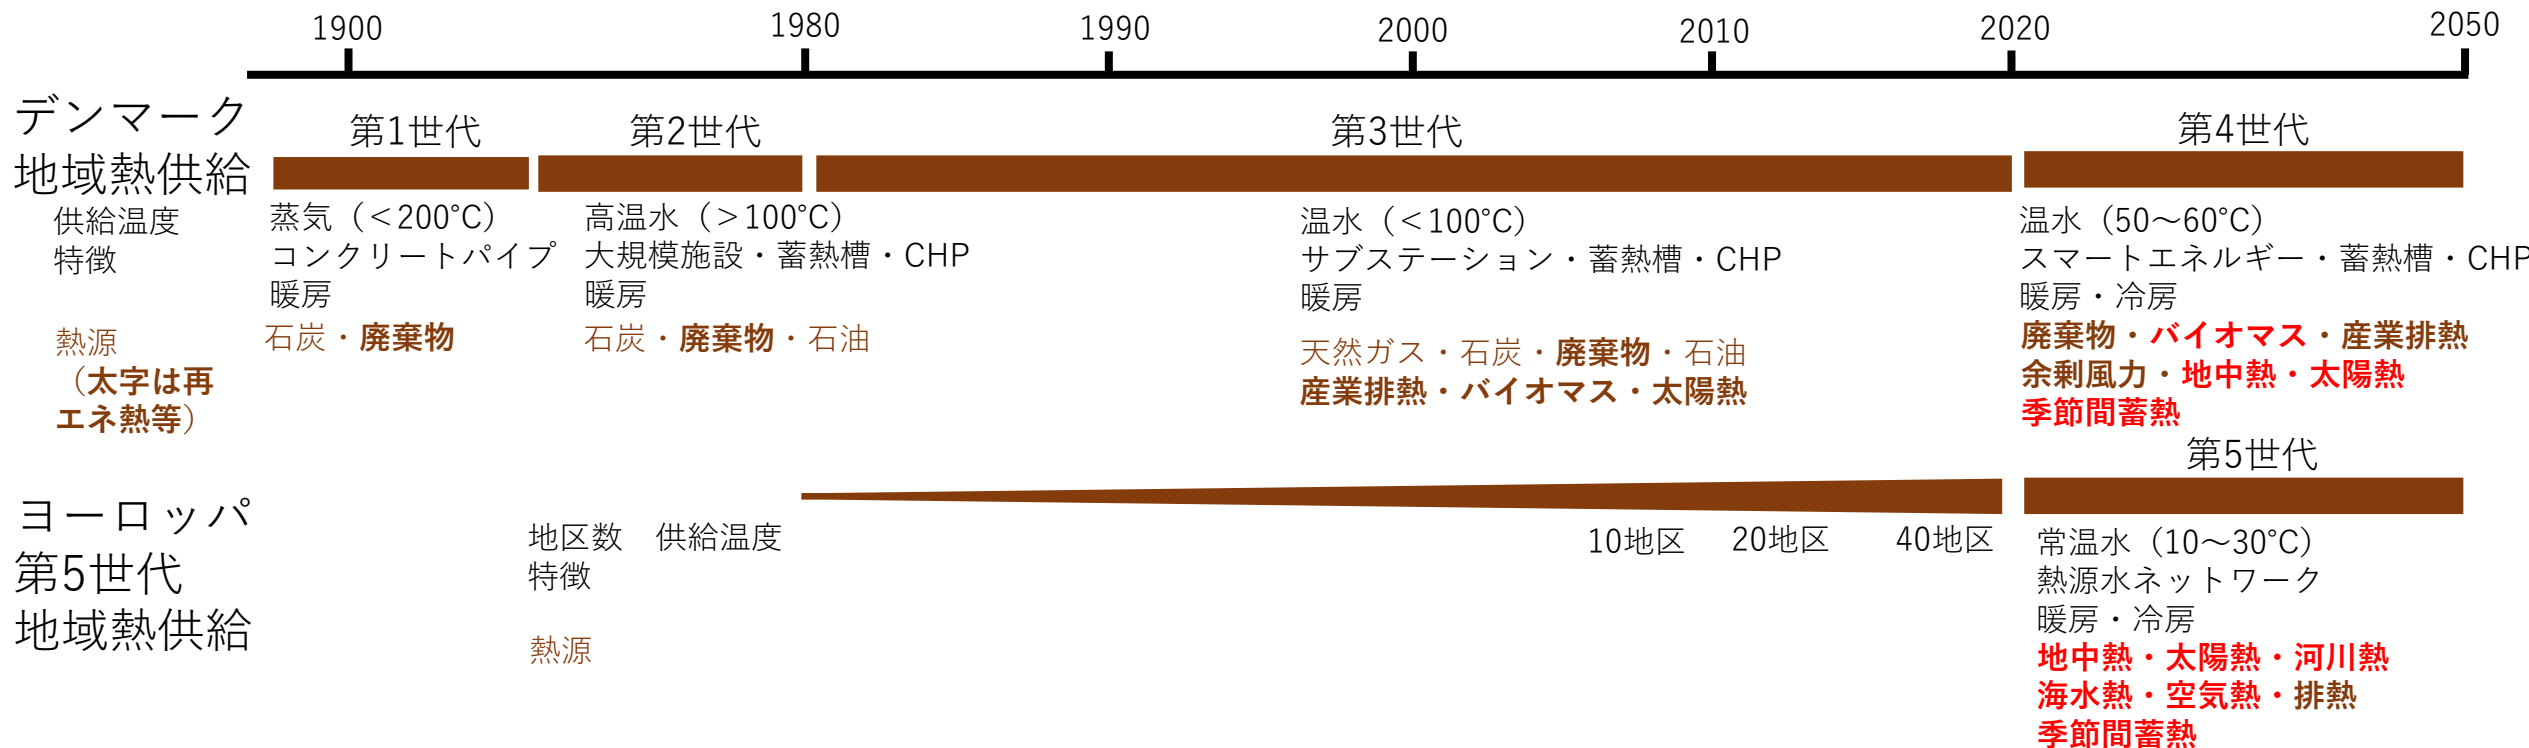 1900
1980
1990
2000
2010
2020
2050
デンマーク
地域熱供給
供給温度
特徴
熱源
（太字は再
エネ熱等）
第1世代
蒸気（＜200°C）
コンクリートパイプ
暖房
石炭・廃棄物
第2世代
高温水（＞100°C）
大規模施設・蓄熱槽・CHP
暖房
石炭・廃棄物・石油
第3世代
温水（＜100°C）
サブステーション・蓄熱槽・CHP
暖房
天然ガス・石炭・廃棄物・石油
産業排熱・バイオマス・太陽熱
第4世代
温水（50～60°C）
スマートエネルギー・蓄熱槽・CHP
暖房・冷房
廃棄物・バイオマス・産業排熱
余剰風力・地中熱・太陽熱
季節間蓄熱
ヨーロッパ
第5世代
地域熱供給
地区数　供給温度
特徴
熱源
10地区
20地区
40地区
第5世代
常温水（10～30°C）
熱源水ネットワーク
暖房・冷房
地中熱・太陽熱・河川熱
海水熱・空気熱・排熱
季節間蓄熱